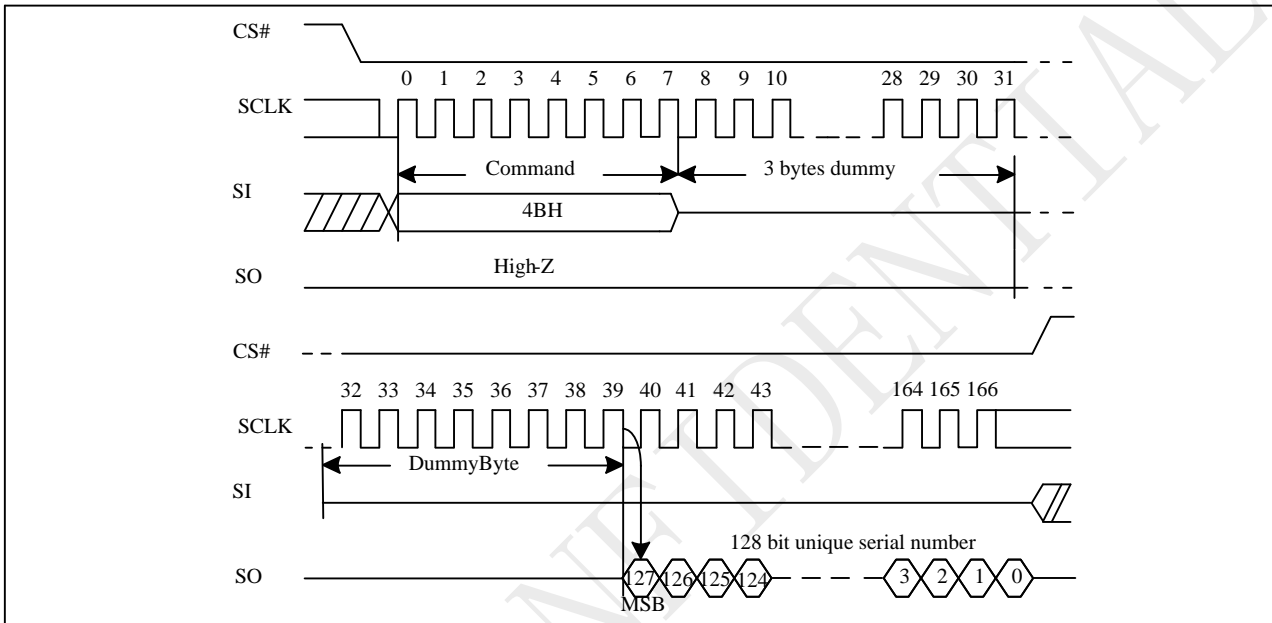 CS#
0 1 2 3 4 5 6 7 8 9 10 28 29 30 31
SCLK
Command 3 bytes dummy
SI
4BH
High-Z
SO
CS#
32 33 34 35 36 37 38 39 40 41 42 43 164 165 166
SCLK
DummyByte
SI
128 bit unique serial number
SO 127 126 125 124 3 2 1 0
MSB